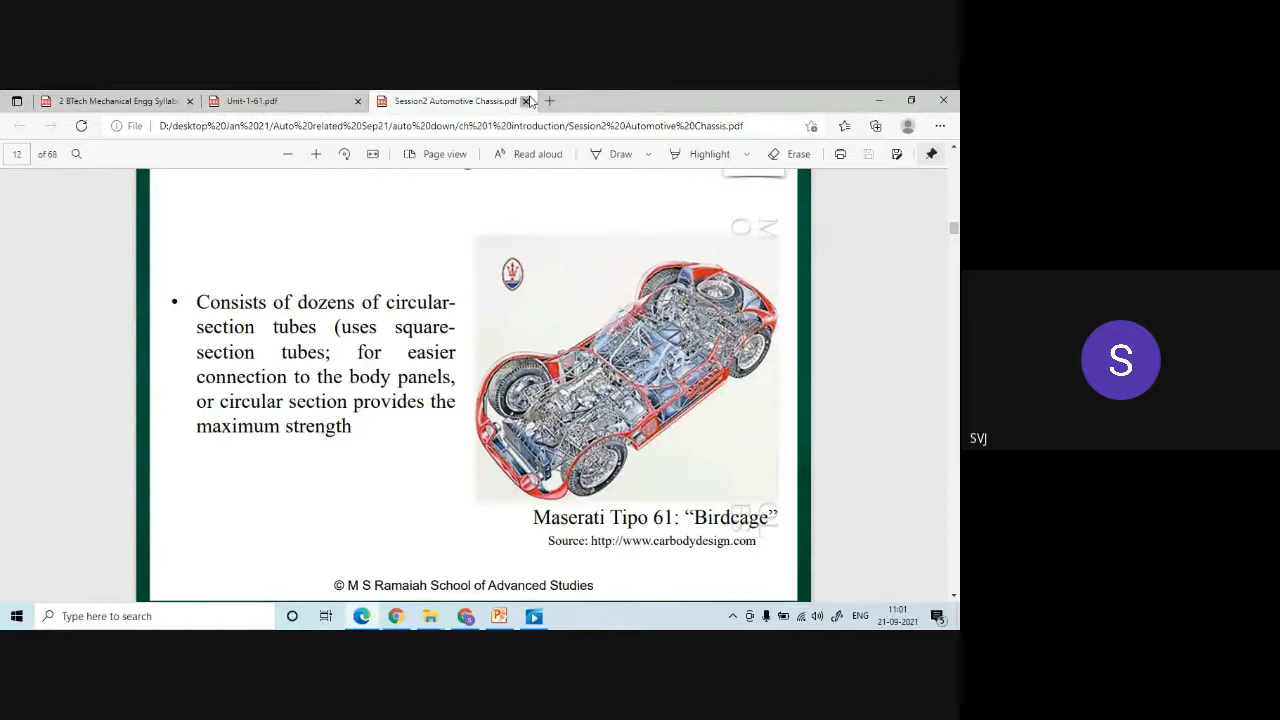 2 BTech Mechanical Engg Syllab
Unit-1-61.pdf
Session2 Automotive Chassis.pdf
File
D:/desktop%20Jan%2021/Auto%20related%20Sep21/auto%20down/ch%201%20introduction/Session2%20Automotive%20Chassis.pdf
12 of 68
Page view
Read aloud
Draw
Highlight
Erase
• Consists of dozens of circular-
section tubes (uses square-
section tubes; for easier
connection to the body panels,
or circular section provides the
maximum strength
Maserati Tipo 61: “Birdcage”
Source: http://www.carbodydesign.com
© M S Ramaiah School of Advanced Studies
S
SVJ
Type here to search
ENG
11:01
21-09-2021